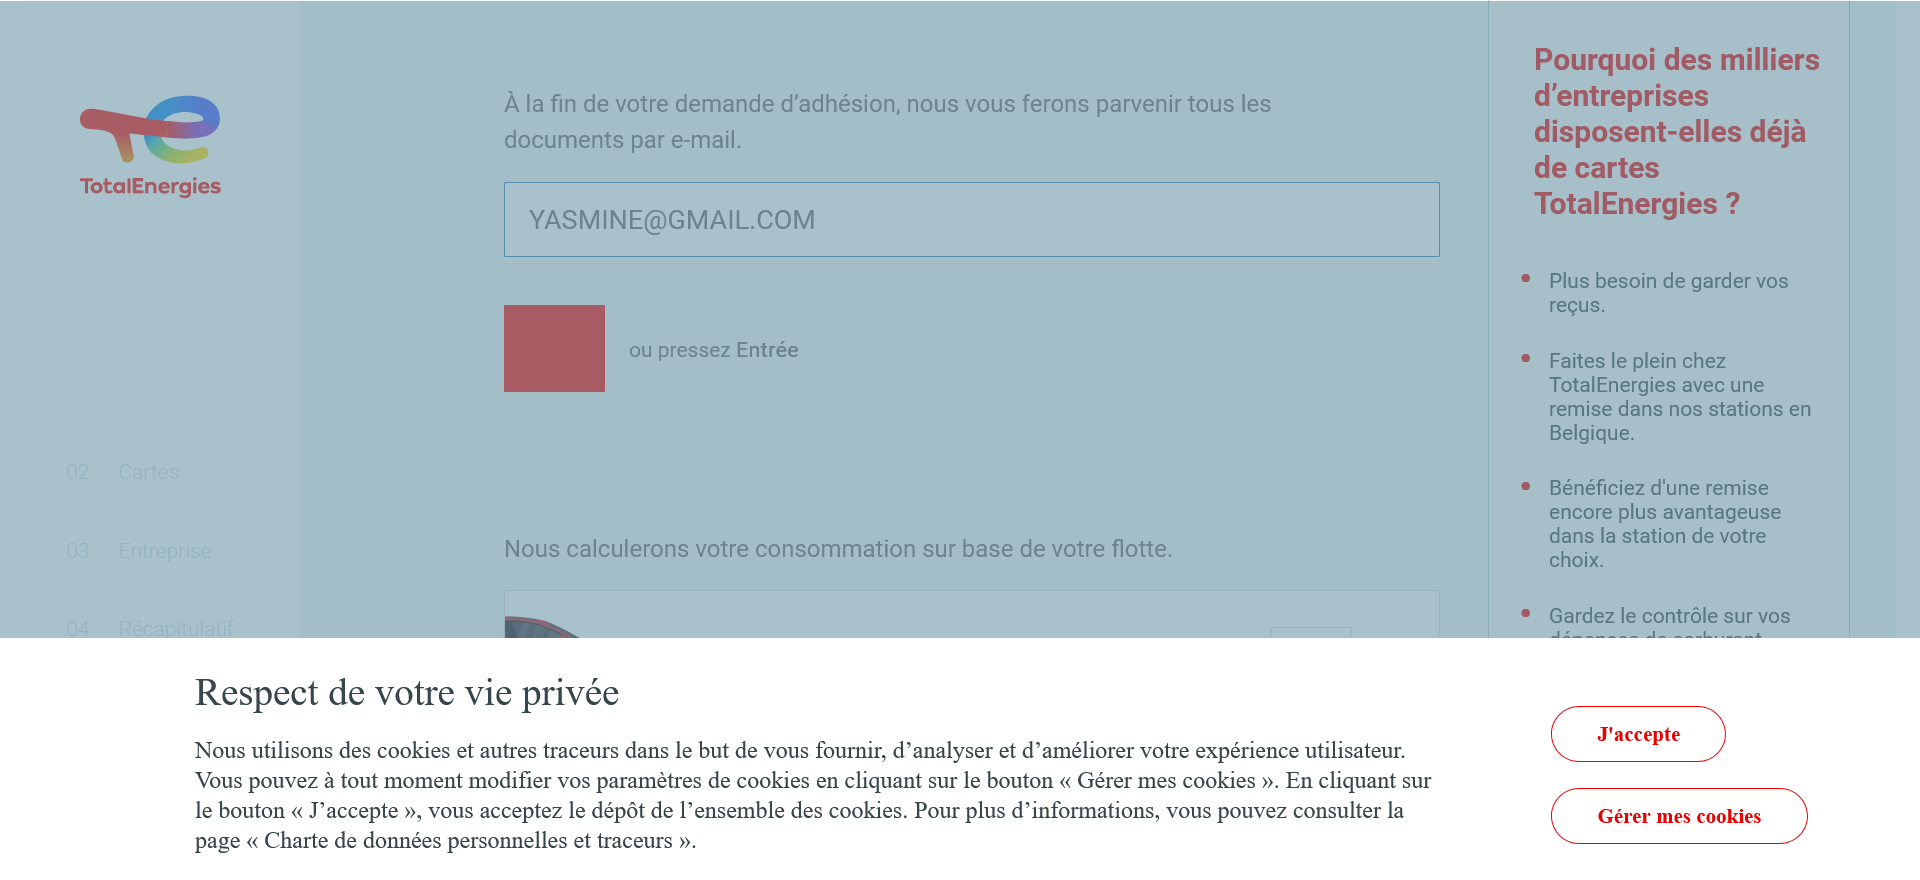 TotalEnergies
02 Cartes
03 Entreprise
04 Récapitulatif
À la fin de votre demande d’adhésion, nous vous ferons parvenir tous les
documents par e-mail.
YASMINE@GMAIL.COM
ou pressez Entrée
Nous calculerons votre consommation sur base de votre flotte.
Pourquoi des milliers
d’entreprises
disposent-elles déjà
de cartes
TotalEnergies ?
Plus besoin de garder vos
reçus.
Faites le plein chez
TotalEnergies avec une
remise dans nos stations en
Belgique.
Bénéficiez d'une remise
encore plus avantageuse
dans la station de votre
choix.
Gardez le contrôle sur vos
dépenses de carburant
Respect de votre vie privée
Nous utilisons des cookies et autres traceurs dans le but de vous fournir, d’analyser et d’améliorer votre expérience utilisateur.
Vous pouvez à tout moment modifier vos paramètres de cookies en cliquant sur le bouton « Gérer mes cookies ». En cliquant sur
le bouton « J’accepte », vous acceptez le dépôt de l’ensemble des cookies. Pour plus d’informations, vous pouvez consulter la
page « Charte de données personnelles et traceurs ».
J'accepte
Gérer mes cookies